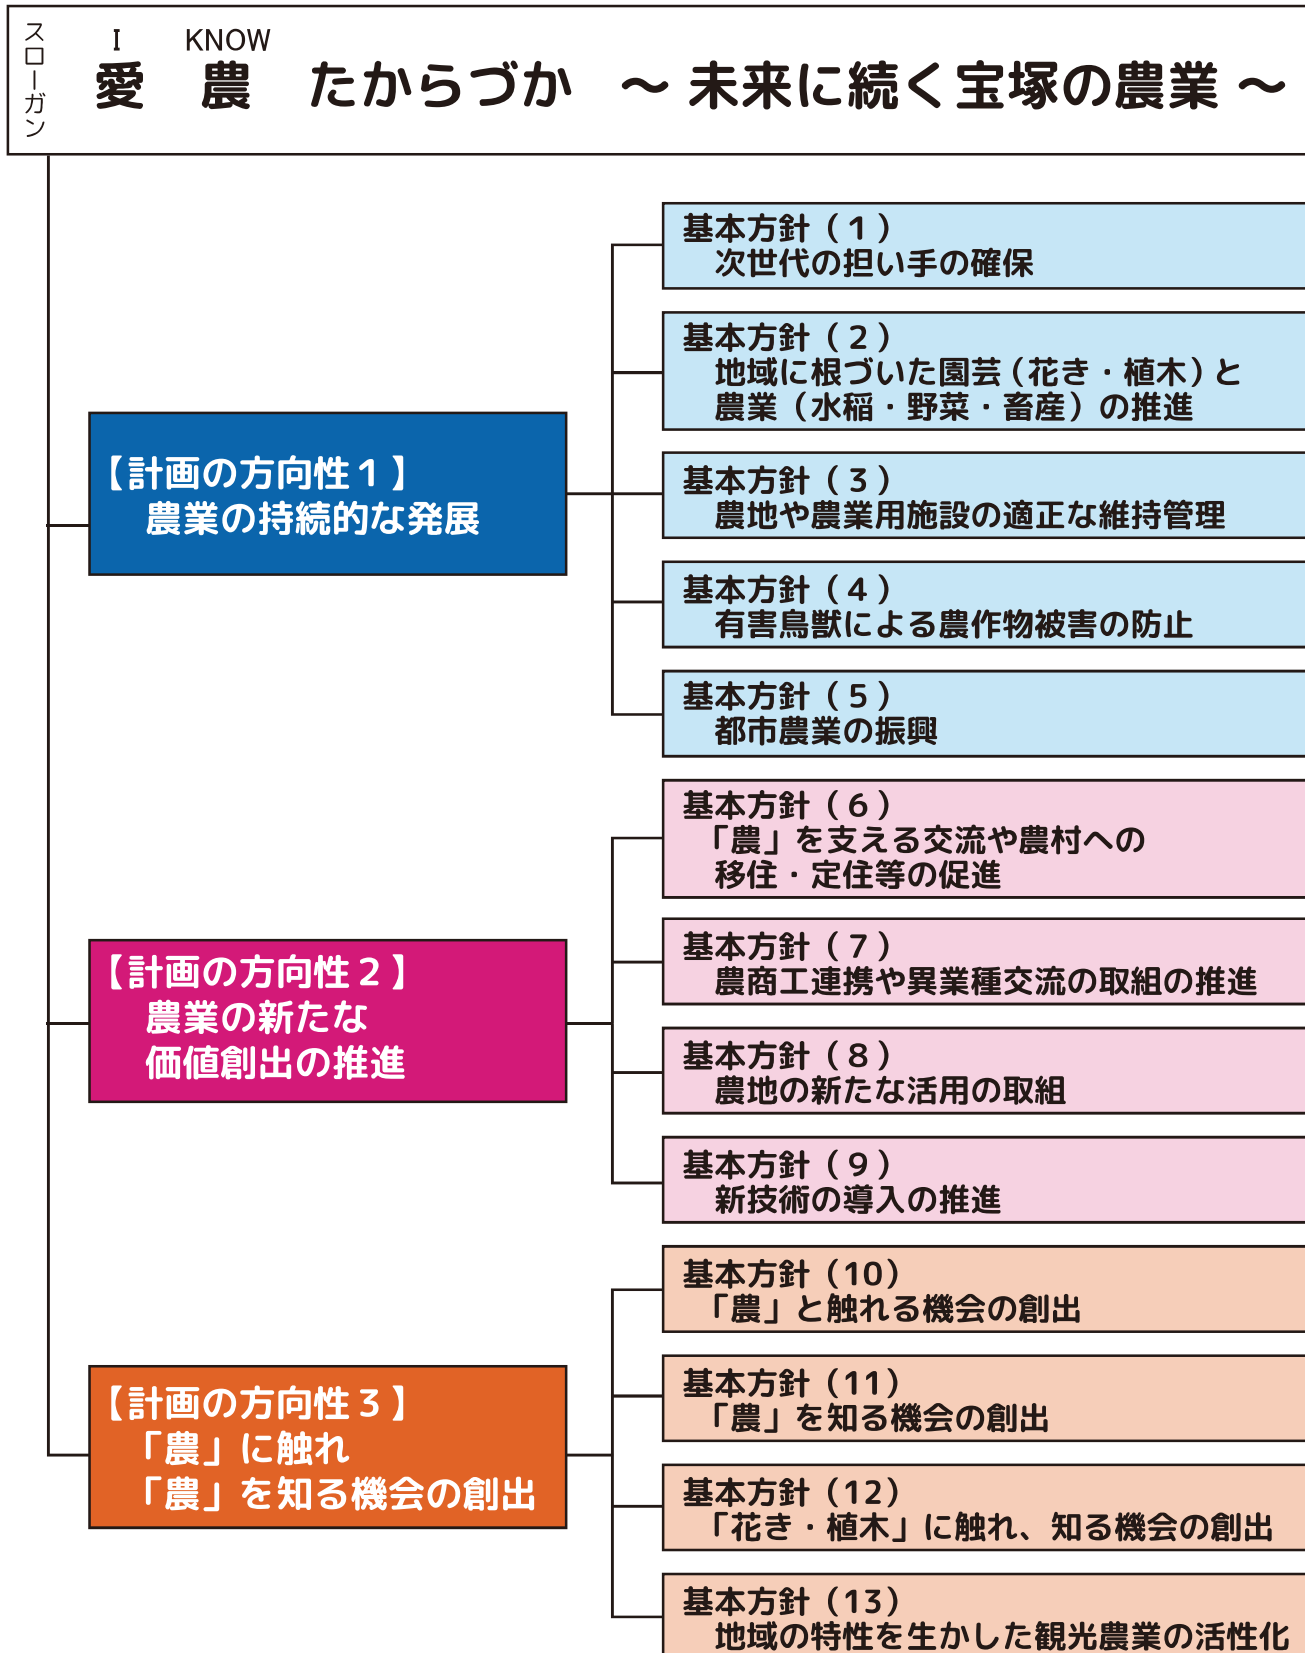 スローガン
I KNOW
愛 農 たからづか ～ 未来に続く宝塚の農業 ～
【計画の方向性１】
農業の持続的な発展
基本方針（１）
次世代の担い手の確保
基本方針（２）
地域に根づいた園芸（花き・植木）と
農業（水稲・野菜・畜産）の推進
基本方針（３）
農地や農業用施設の適正な維持管理
基本方針（４）
有害鳥獣による農作物被害の防止
基本方針（５）
都市農業の振興
【計画の方向性２】
農業の新たな
価値創出の推進
基本方針（６）
「農」を支える交流や農村への
移住・定住等の促進
基本方針（７）
農商工連携や異業種交流の取組の推進
基本方針（８）
農地の新たな活用の取組
基本方針（９）
新技術の導入の推進
【計画の方向性３】
「農」に触れ
「農」を知る機会の創出
基本方針（10）
「農」と触れる機会の創出
基本方針（11）
「農」を知る機会の創出
基本方針（12）
「花き・植木」に触れ、知る機会の創出
基本方針（13）
地域の特性を生かした観光農業の活性化